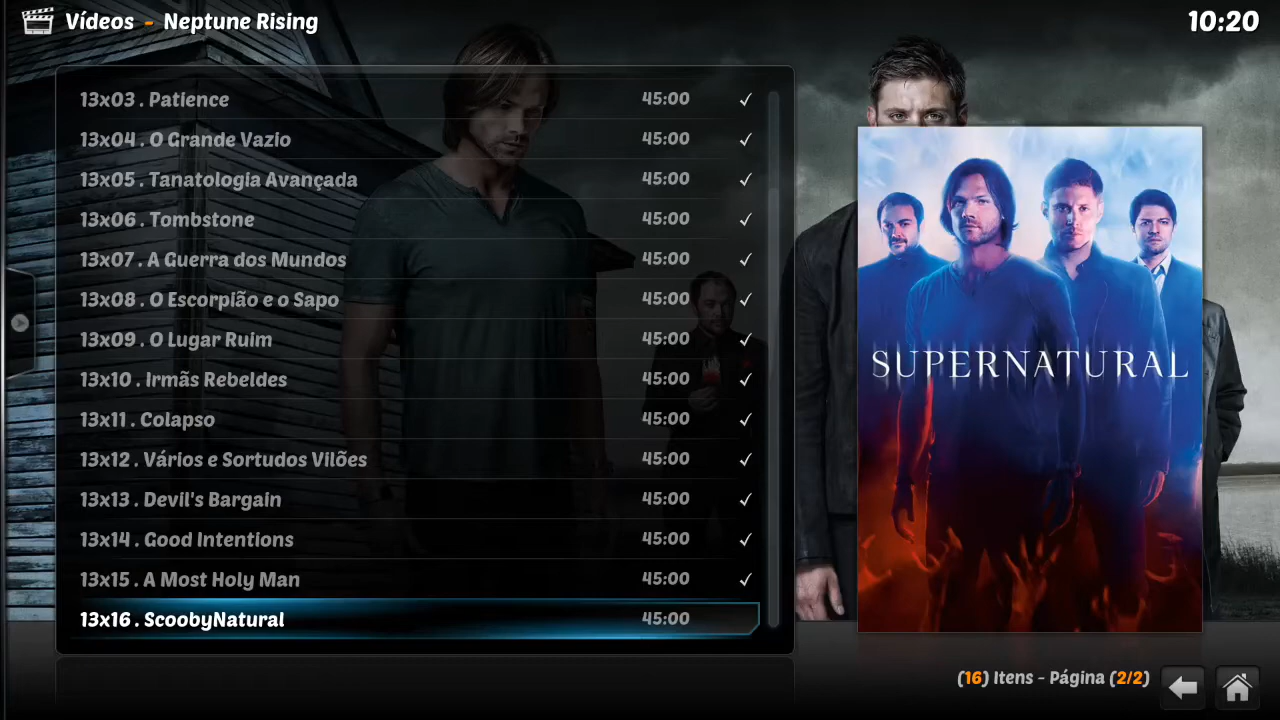 Vídeos - Neptune Rising
10:20
13x03 . Patience 45:00 ✓
13x04 . O Grande Vazio 45:00 ✓
13x05 . Tanatologia Avançada 45:00 ✓
13x06 . Tombstone 45:00 ✓
13x07 . A Guerra dos Mundos 45:00 ✓
13x08 . O Escorpião e o Sapo 45:00 ✓
13x09 . O Lugar Ruim 45:00 ✓
13x10 . Irmãs Rebeldes 45:00 ✓
13x11 . Colapso 45:00 ✓
13x12 . Vários e Sortudos Vilões 45:00 ✓
13x13 . Devil's Bargain 45:00 ✓
13x14 . Good Intentions 45:00 ✓
13x15 . A Most Holy Man 45:00 ✓
13x16 . ScoobyNatural 45:00
SUPERNATURAL
(16) Itens - Página (2/2)